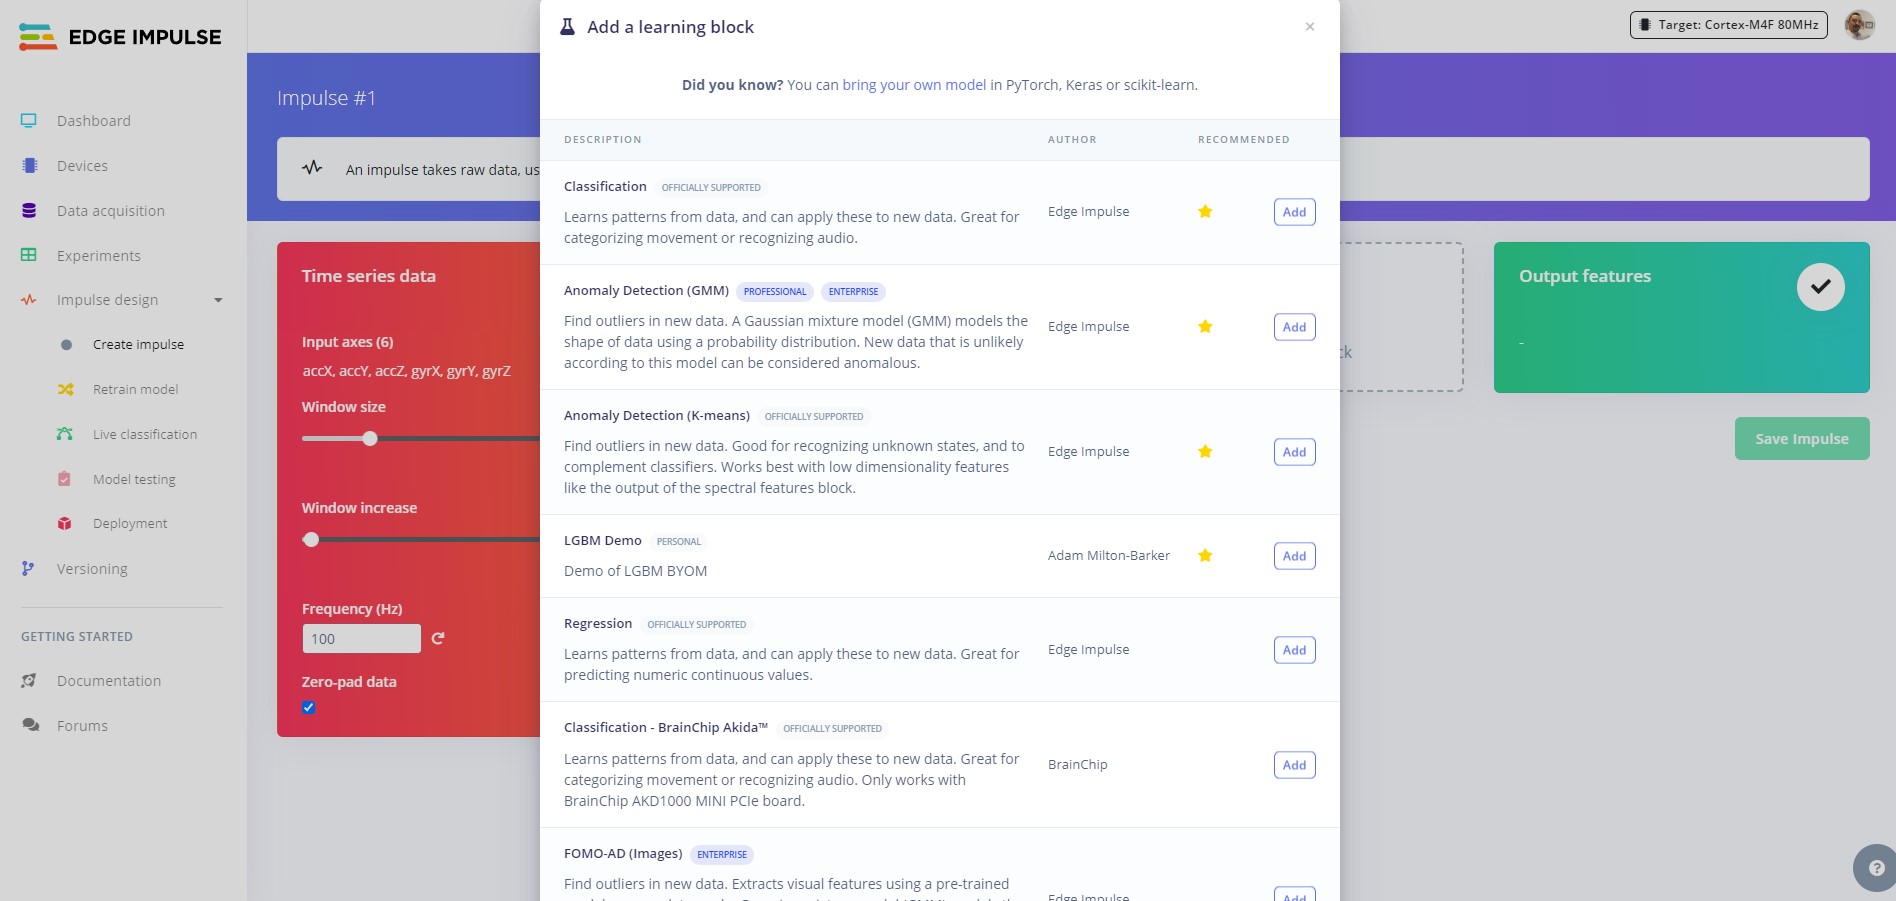 EDGE IMPULSE
Dashboard
Devices
Data acquisition
Experiments
Impulse design
Create impulse
Retrain model
Live classification
Model testing
Deployment
Versioning
GETTING STARTED
Documentation
Forums
Target: Cortex-M4F 80MHz
Impulse #1
An impulse takes raw data, us
Time series data
Input axes (6)
accX, accY, accZ, gyrX, gyrY, gyrZ
Window size
Window increase
Frequency (Hz)
100
Zero-pad data
Add a learning block
×
Did you know? You can bring your own model in PyTorch, Keras or scikit-learn.
DESCRIPTION AUTHOR RECOMMENDED
Classification OFFICIALLY SUPPORTED
Learns patterns from data, and can apply these to new data. Great for
categorizing movement or recognizing audio.
Edge Impulse
Add
Anomaly Detection (GMM) PROFESSIONAL ENTERPRISE
Find outliers in new data. A Gaussian mixture model (GMM) models the
shape of data using a probability distribution. New data that is unlikely
according to this model can be considered anomalous.
Edge Impulse
Add
Anomaly Detection (K-means) OFFICIALLY SUPPORTED
Find outliers in new data. Good for recognizing unknown states, and to
complement classifiers. Works best with low dimensionality features
like the output of the spectral features block.
Edge Impulse
Add
LGBM Demo PERSONAL
Demo of LGBM BYOM
Adam Milton-Barker
Add
Regression OFFICIALLY SUPPORTED
Learns patterns from data, and can apply these to new data. Great for
predicting numeric continuous values.
Edge Impulse
Add
Classification - BrainChip Akida™ OFFICIALLY SUPPORTED
Learns patterns from data, and can apply these to new data. Great for
categorizing movement or recognizing audio. Only works with
BrainChip AKD1000 MINI PCIe board.
BrainChip
Add
FOMO-AD (Images) ENTERPRISE
Find outliers in new data. Extracts visual features using a pre-trained
Edge Impulse
Add
ck
Output features
-
Save Impulse
?